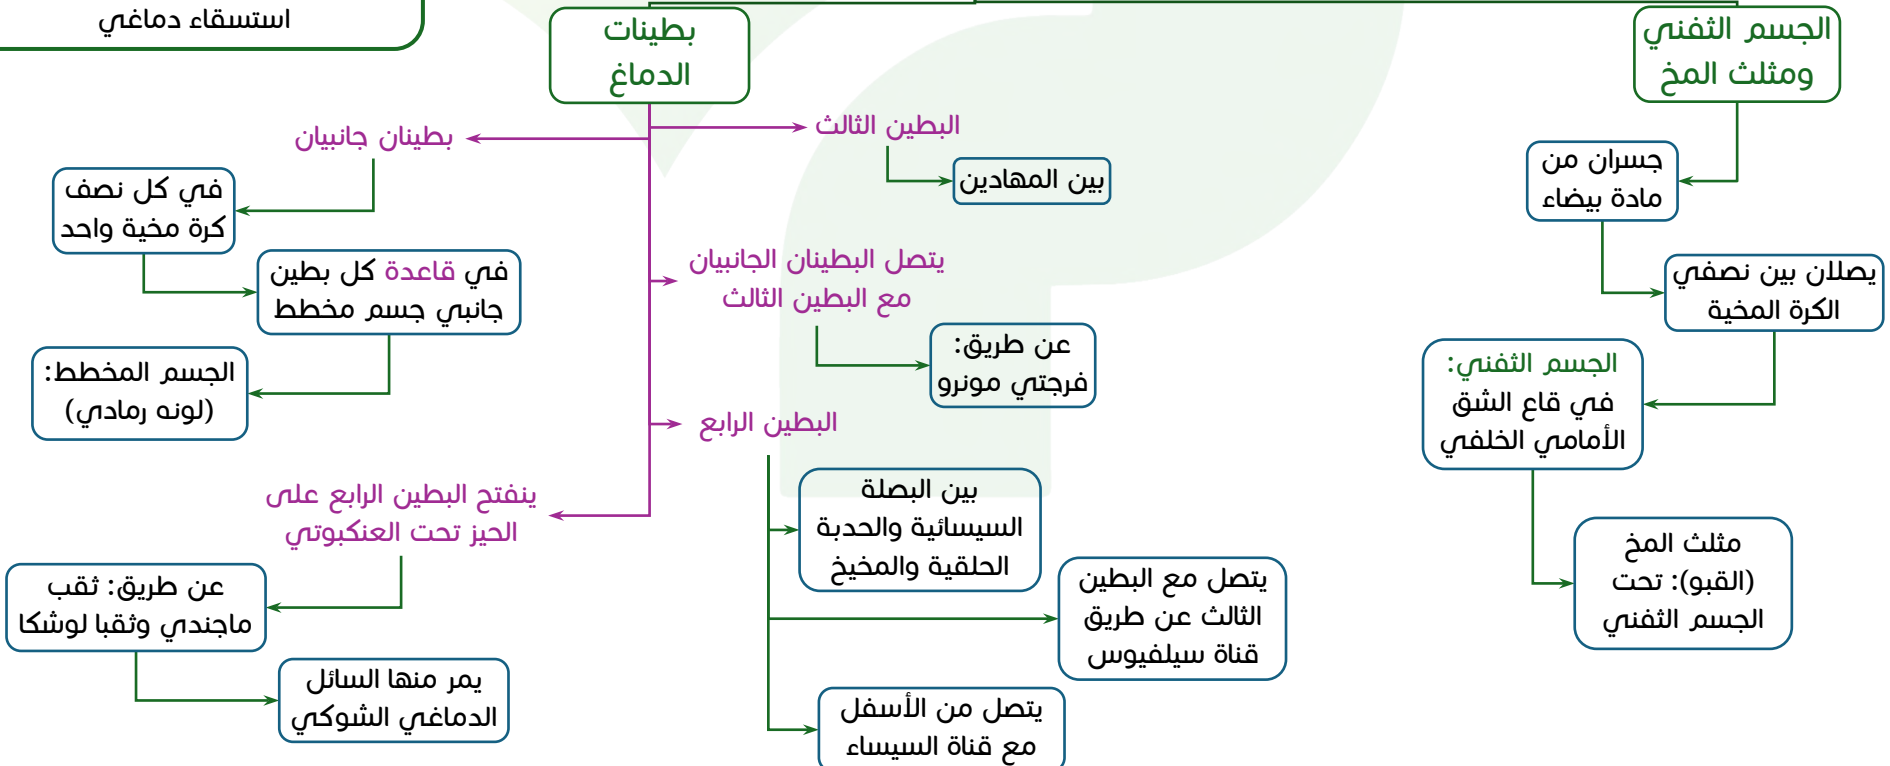 الجسم الثفني
ومثلث المخ
جسران من
مادة بيضاء
يصلان بين نصفي
الكرة المخية
الجسم الثفني:
في قاع الشق
الأمامي الخلفي
مثلث المخ
(القبو): تحت
الجسم الثفني
بطينات
الدماغ
البطين الثالث
بين المهادين
يتصل البطينان الجانبيان
مع البطين الثالث
عن طريق:
فرجتي مونرو
البطين الرابع
بين البصلة
السيسائية والحدبة
الحلقية والمخيخ
يتصل مع البطين
الثالث عن طريق
قناة سيلفيوس
يتصل من الأسفل
مع قناة السيساء
بطينان جانبيان
في كل نصف
كرة مخية واحد
في قاعدة كل بطين
جانبي جسم مخطط
الجسم المخطط:
(لونه رمادي)
ينفتح البطين الرابع على
الحيز تحت العنكبوتي
عن طريق: ثقب
ماجندي وثقبا لوشكا
يمر منها السائل
الدماغي الشوكي
استسقاء دماغي